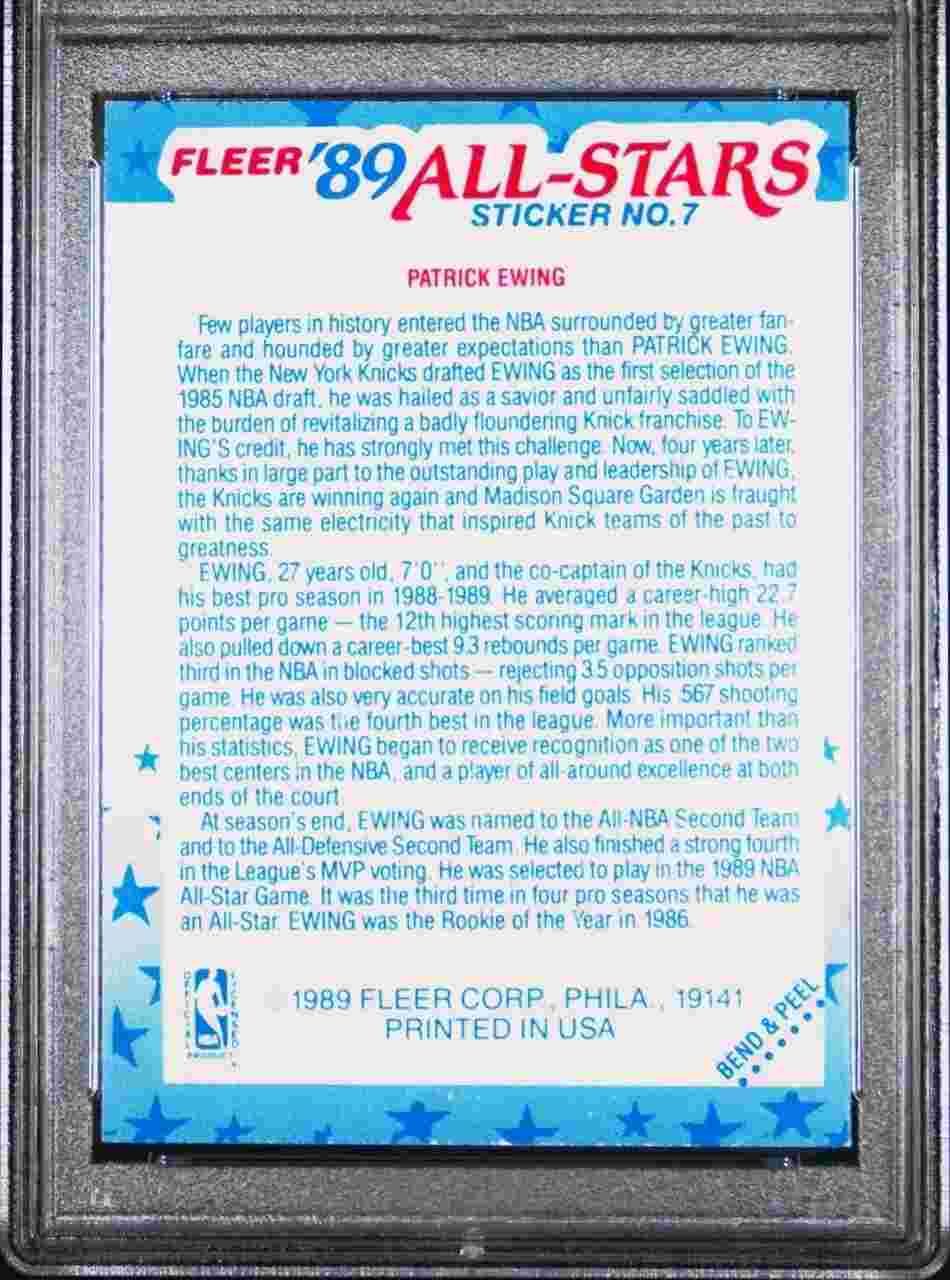 FLEER '89 ALL-STARS
STICKER NO. 7
PATRICK EWING
Few players in history entered the NBA surrounded by greater fan-
fare and hounded by greater expectations than PATRICK EWING.
When the New York Knicks drafted EWING as the first selection of the
1985 NBA draft, he was hailed as a savior and unfairly saddled with
the burden of revitalizing a badly floundering Knick franchise. To EW-
ING'S credit, he has strongly met this challenge. Now, four years later,
thanks in large part to the outstanding play and leadership of EWING,
the Knicks are winning again and Madison Square Garden is fraught
with the same electricity that inspired Knick teams of the past to
greatness.
EWING, 27 years old, 7'0'', and the co-captain of the Knicks, had
his best pro season in 1988-1989. He averaged a career-high 22.7
points per game — the 12th highest scoring mark in the league. He
also pulled down a career-best 9.3 rebounds per game. EWING ranked
third in the NBA in blocked shots — rejecting 3.5 opposition shots per
game. He was also very accurate on his field goals. His .567 shooting
percentage was the fourth best in the league. More important than
his statistics, EWING began to receive recognition as one of the two
best centers in the NBA, and a player of all-around excellence at both
ends of the court.
At season's end, EWING was named to the All-NBA Second Team
and to the All-Defensive Second Team. He also finished a strong fourth
in the League's MVP voting. He was selected to play in the 1989 NBA
All-Star Game. It was the third time in four pro seasons that he was
an All-Star. EWING was the Rookie of the Year in 1986.
OFFICIAL LICENSED
PRODUCT
1989 FLEER CORP., PHILA., 19141
PRINTED IN USA
BEND & PEEL